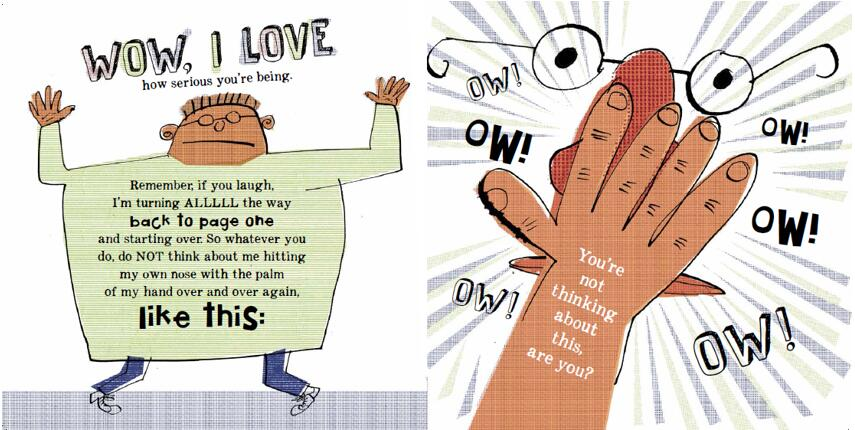 WOW, I LOVE
how serious you're being.
Remember, if you laugh,
I'm turning ALLLLL the way
back to page one
and starting over. So whatever you
do, do NOT think about me hitting
my own nose with the palm
of my hand over and over again,
like this:
OW!
OW!
OW!
OW!
OW!
OW!
You're
not
thinking
about
this,
are you?